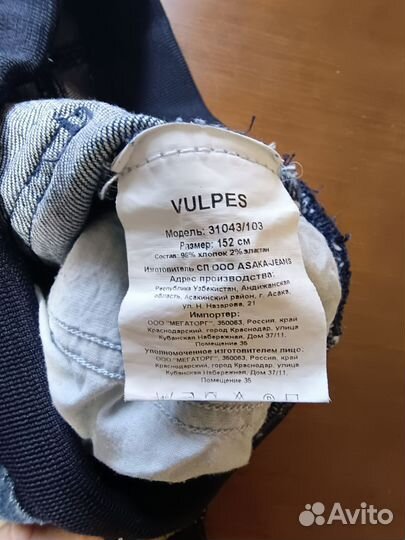 VULPES
Модель: 31043/103
Размер: 152 см
Состав: 98% хлопок 2% эластан
Изготовитель СП ООО ASAKA-JEANS
Адрес производства:
Республика Узбекистан, Андижанская
область, Асакинский район, г. Асака,
ул. Н. Назарова, 21
Импортер:
ООО "МЕГАТОРГ", 350063, Россия, край
Краснодарский, город Краснодар, улица
Кубанская Набережная, Дом 37/11,
Помещение 35
уполномоченное изготовителем лицо:
ООО "МЕГАТОРГ", 350063, Россия, край
Краснодарский, город Краснодар, улица
Кубанская Набережная, Дом 37/11,
Помещение 35
Avito